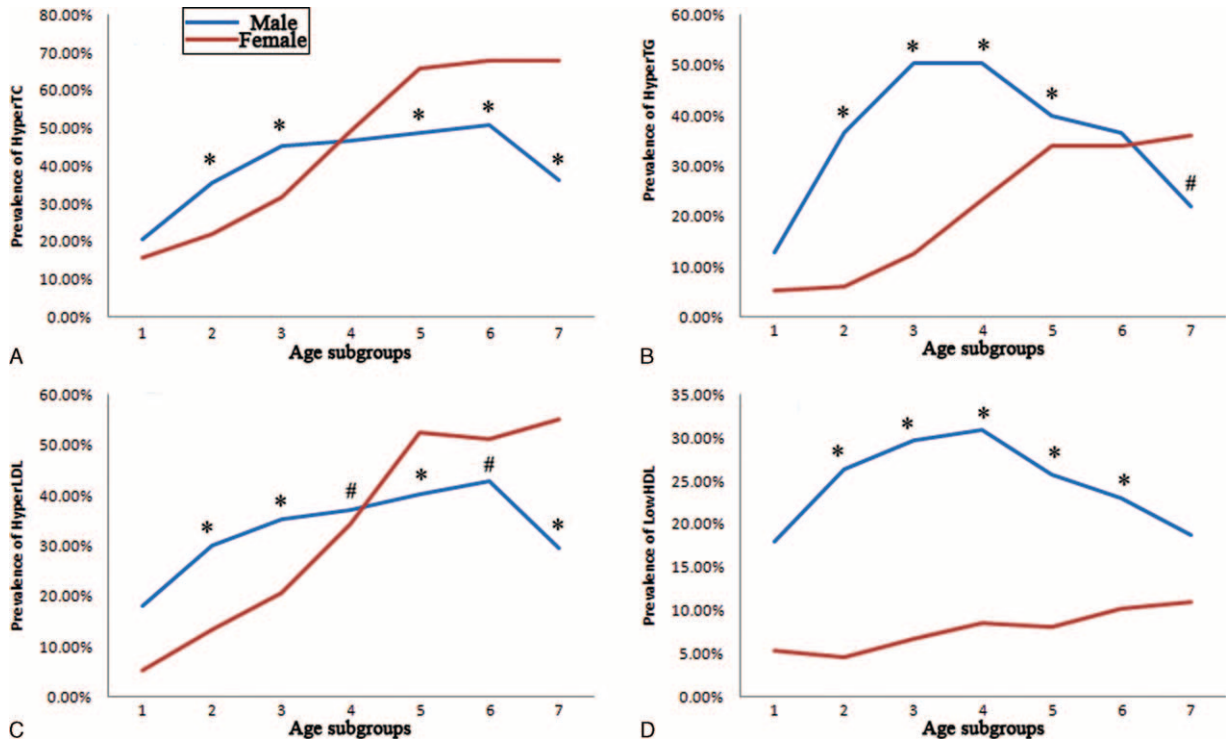 80.00%
70.00%
60.00%
50.00%
40.00%
30.00%
20.00%
10.00%
0.00%
Prevalence of HyperTC
Male
Female
*
*
*
*
*
1 2 3 4 5 6 7
Age subgroups
A
60.00%
50.00%
40.00%
30.00%
20.00%
10.00%
0.00%
Prevalence of HyperTG
*
*
*
*
#
1 2 3 4 5 6 7
Age subgroups
B
60.00%
50.00%
40.00%
30.00%
20.00%
10.00%
0.00%
Prevalence of HyperLDL
*
*
#
*
#
*
1 2 3 4 5 6 7
Age subgroups
C
35.00%
30.00%
25.00%
20.00%
15.00%
10.00%
5.00%
0.00%
Prevalence of LowHDL
*
*
*
*
*
1 2 3 4 5 6 7
Age subgroups
D